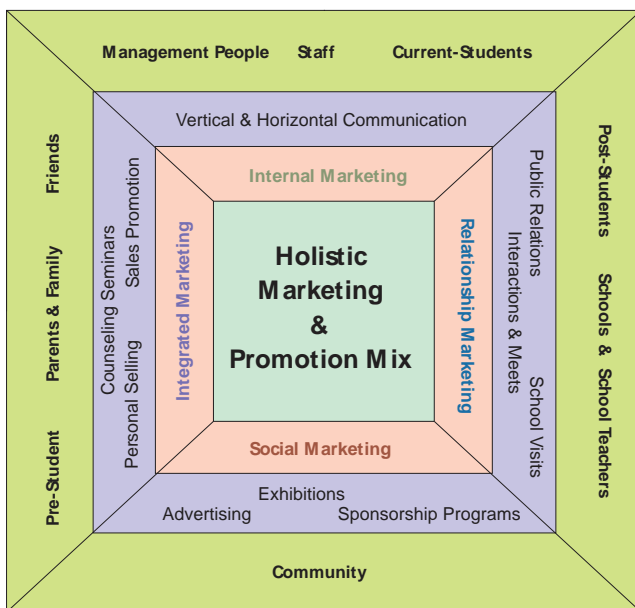 Management People Staff Current-Students
Vertical & Horizontal Communication
Internal Marketing
Friends
Parents & Family
Pre-Student
Sales Promotion
Counseling Seminars
Personal Selling
Integrated Marketing
Holistic
Marketing
&
Promotion Mix
Relationship Marketing
Public Relations
Interactions & Meets
School Visits
Post-Students
Schools & School Teachers
Social Marketing
Exhibitions
Advertising Sponsorship Programs
Community